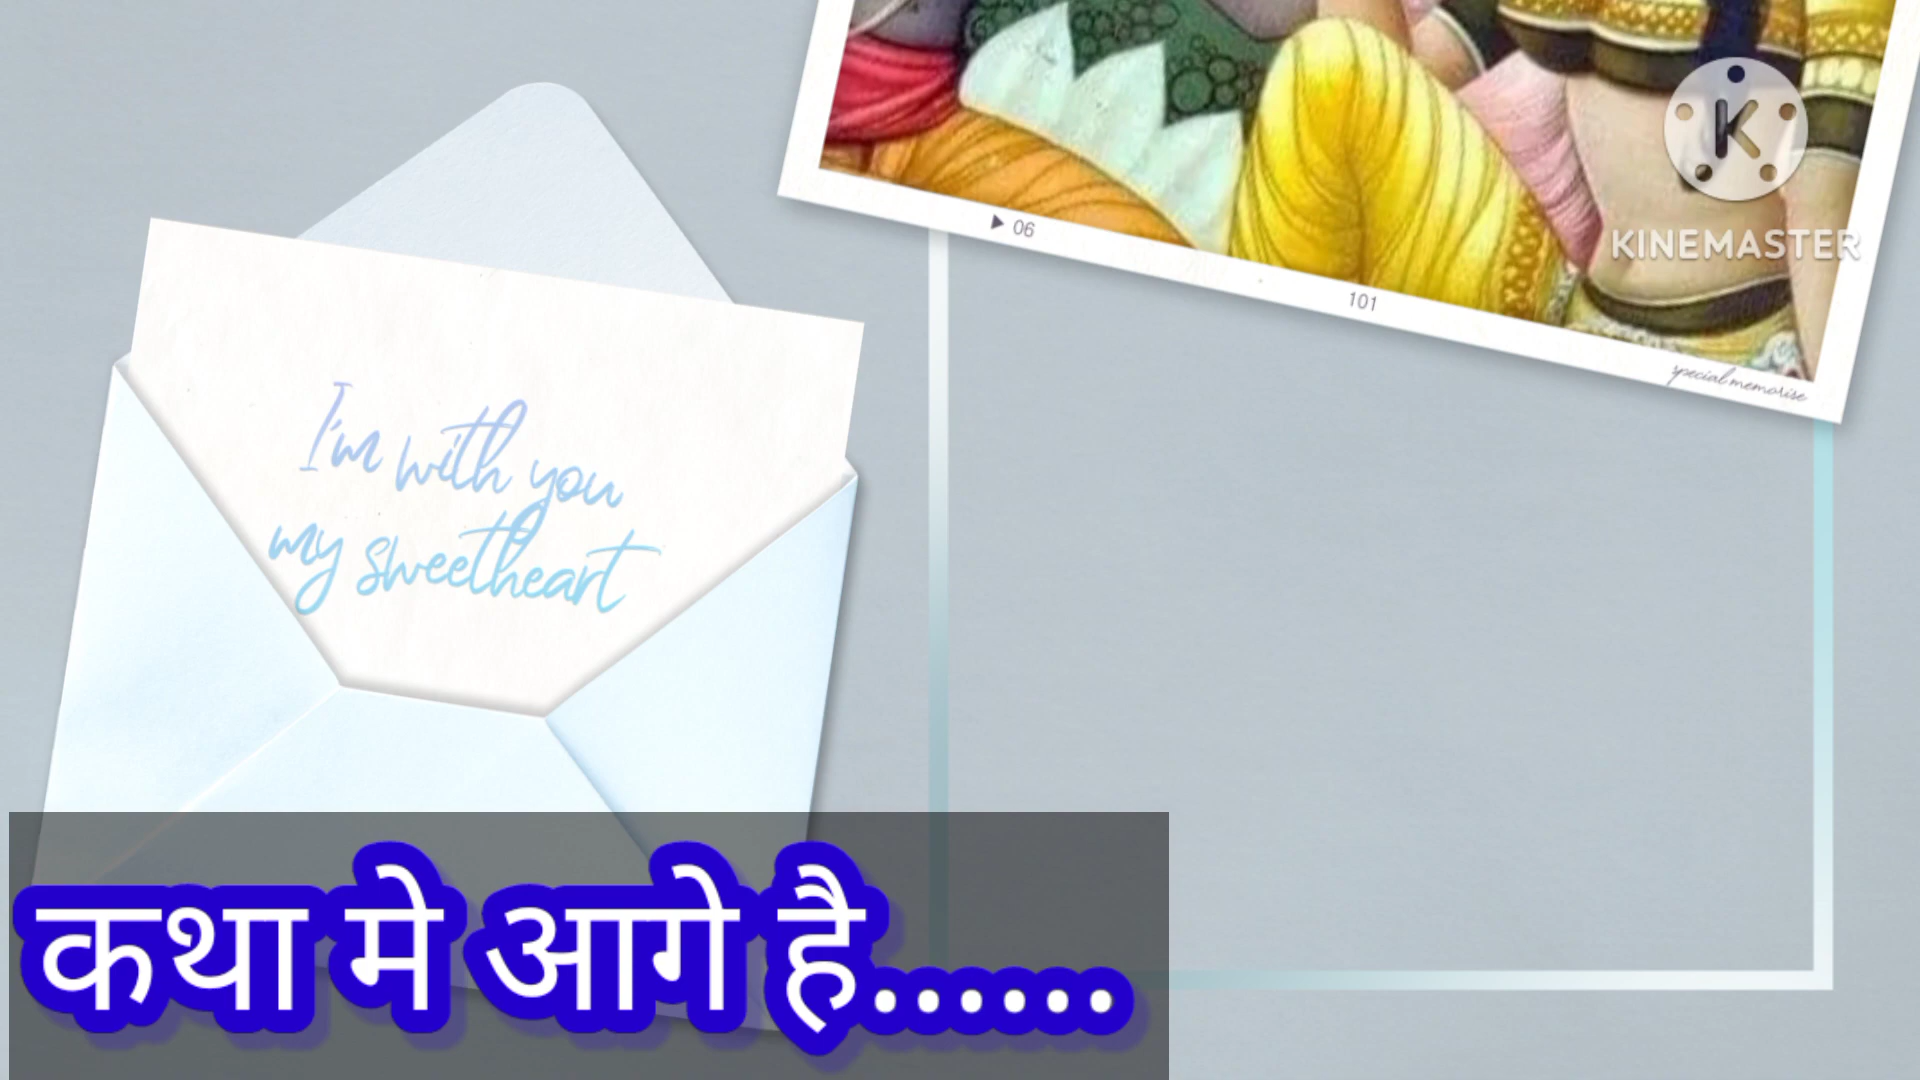 ▶ 06
101
special memorise
K
KINEMASTER
I'm with you
my sweetheart
कथा मे आगे है......